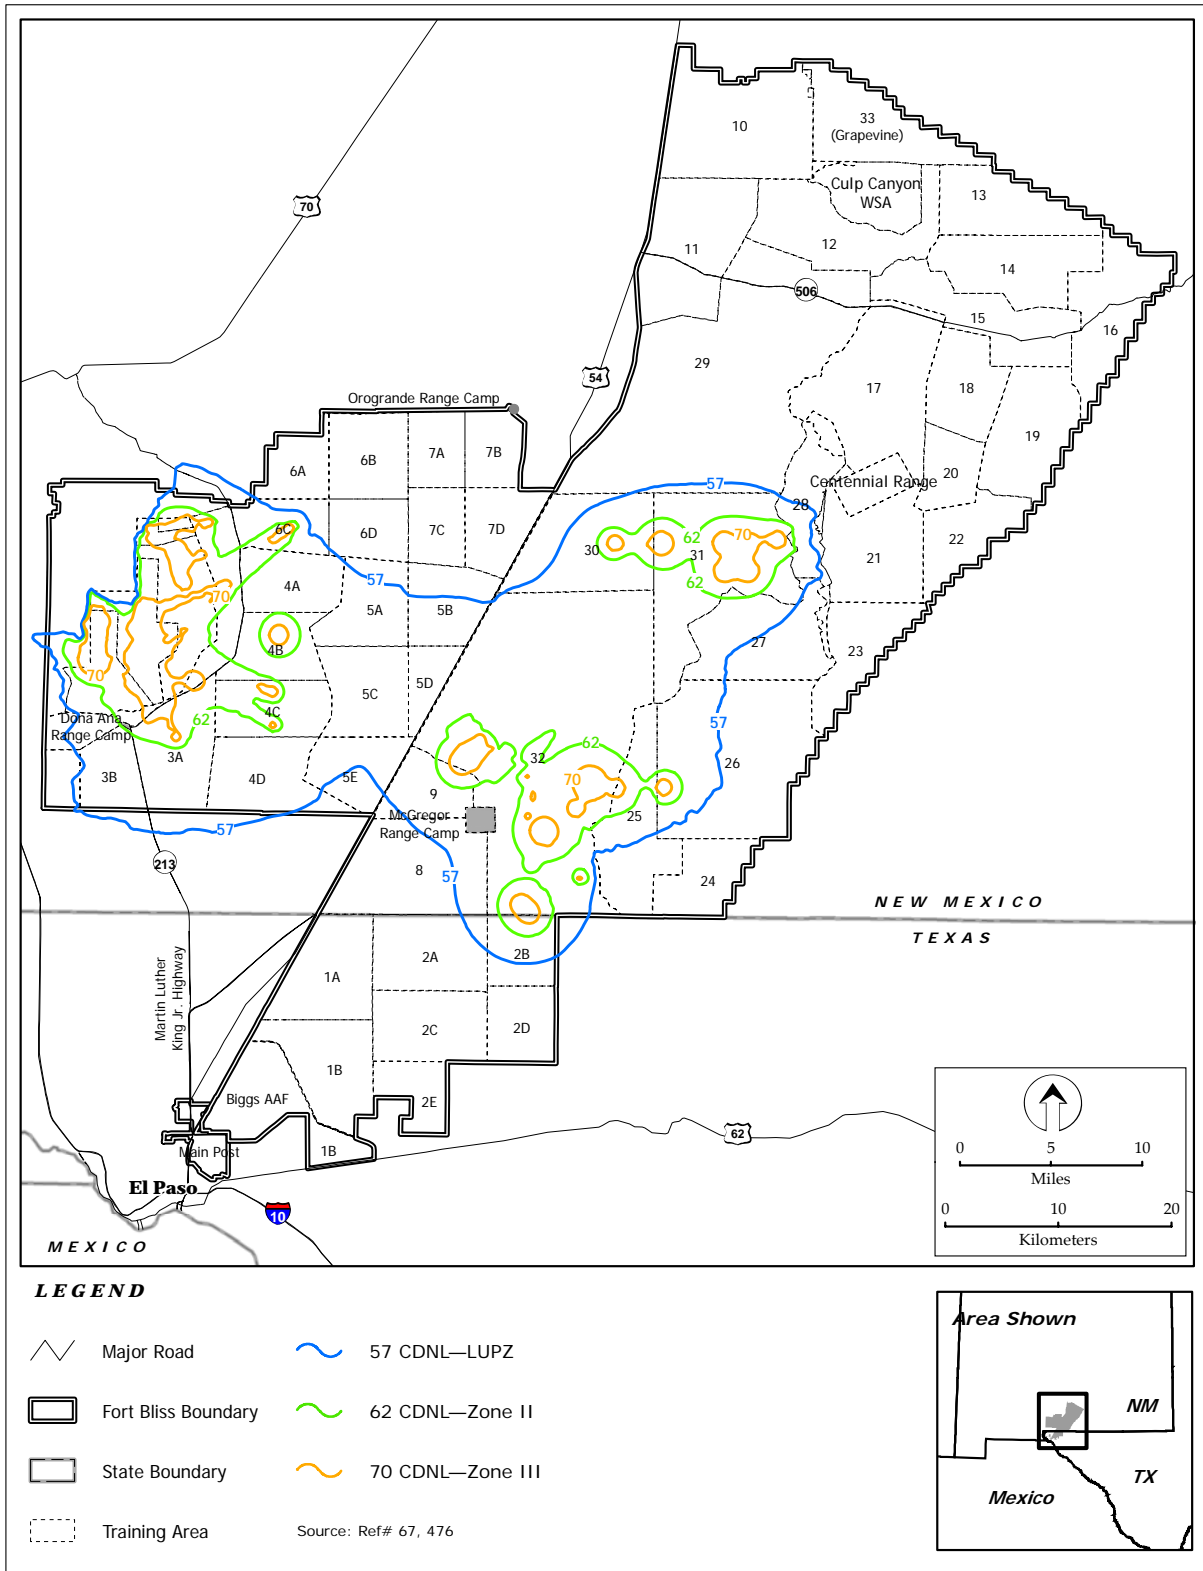 10
33
(Grapevine)
Culp Canyon
WSA
13
70
11
12
14
506
15
16
54
29
17
18
19
Orogrande Range Camp
6A
6B
7A
7B
20
Centennial Range
57
28
6C
6D
7C
7D
62
70
30
31
62
21
22
57
4A
70
5A
5B
4B
27
23
70
5C
5D
4C
62
57
Dona Ana
Range Camp
3A
62
32
3B
4D
5E
70
26
9
McGregor
Range Camp
25
57
213
8
57
24
NEW MEXICO
TEXAS
2A
2B
1A
Martin Luther
King Jr. Highway
2C
2D
1B
Biggs AAF
2E
62
Main Post
1B
El Paso
10
MEXICO
0 5 10
Miles
0 10 20
Kilometers
LEGEND
Major Road
57 CDNL—LUPZ
Fort Bliss Boundary
62 CDNL—Zone II
State Boundary
70 CDNL—Zone III
Training Area
Source: Ref# 67, 476
Area Shown
NM
TX
Mexico